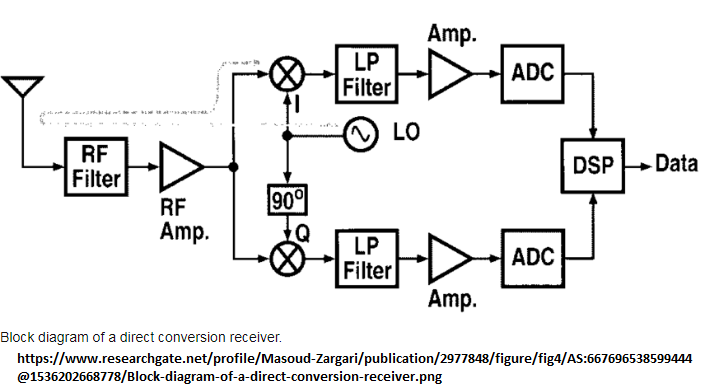 Amp.
LP
Filter
ADC
I
LO
RF
Filter
RF
Amp.
90°
DSP
Data
Q
LP
Filter
ADC
Amp.
Block diagram of a direct conversion receiver.
https://www.researchgate.net/profile/Masoud-Zargari/publication/2977848/figure/fig4/AS:667696538599444
@1536202668778/Block-diagram-of-a-direct-conversion-receiver.png